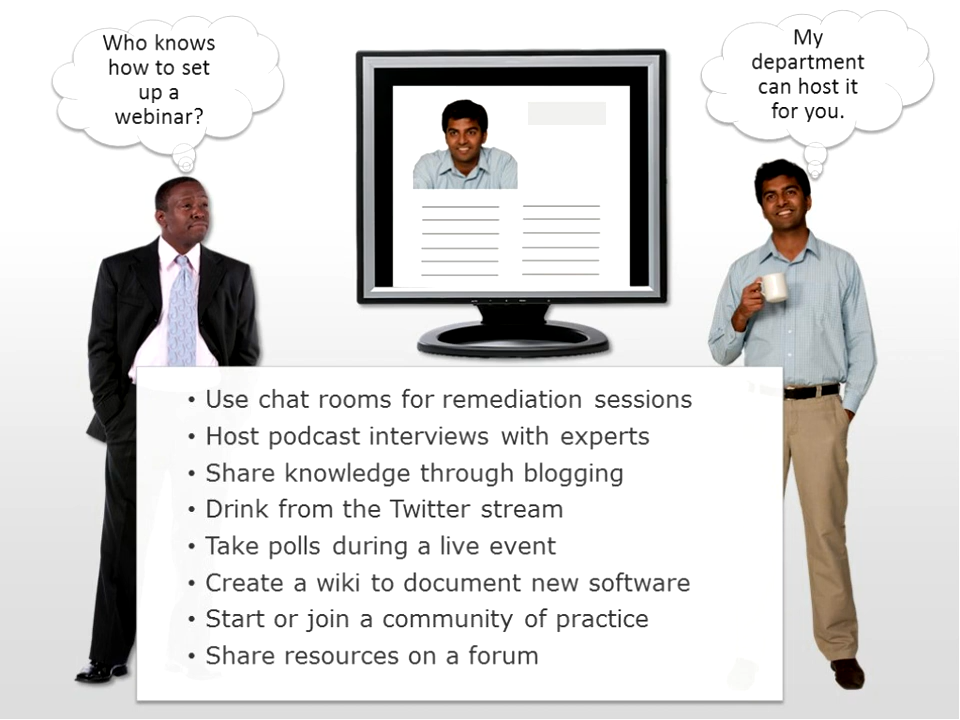 Who knows
how to set
up a
webinar?
My
department
can host it
for you.
• Use chat rooms for remediation sessions
• Host podcast interviews with experts
• Share knowledge through blogging
• Drink from the Twitter stream
• Take polls during a live event
• Create a wiki to document new software
• Start or join a community of practice
• Share resources on a forum